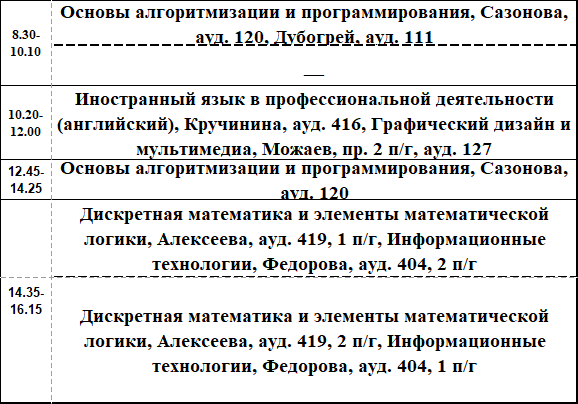 8.30-
10.10
Основы алгоритмизации и программирования, Сазонова,
ауд. 120, Дубогрей, ауд. 111
—
10.20-
12.00
Иностранный язык в профессиональной деятельности
(английский), Кручинина, ауд. 416, Графический дизайн и
мультимедиа, Можаев, пр. 2 п/г, ауд. 127
12.45-
14.25
Основы алгоритмизации и программирования, Сазонова,
ауд. 120
14.35-
16.15
Дискретная математика и элементы математической
логики, Алексеева, ауд. 419, 1 п/г, Информационные
технологии, Федорова, ауд. 404, 2 п/г
Дискретная математика и элементы математической
логики, Алексеева, ауд. 419, 2 п/г, Информационные
технологии, Федорова, ауд. 404, 1 п/г